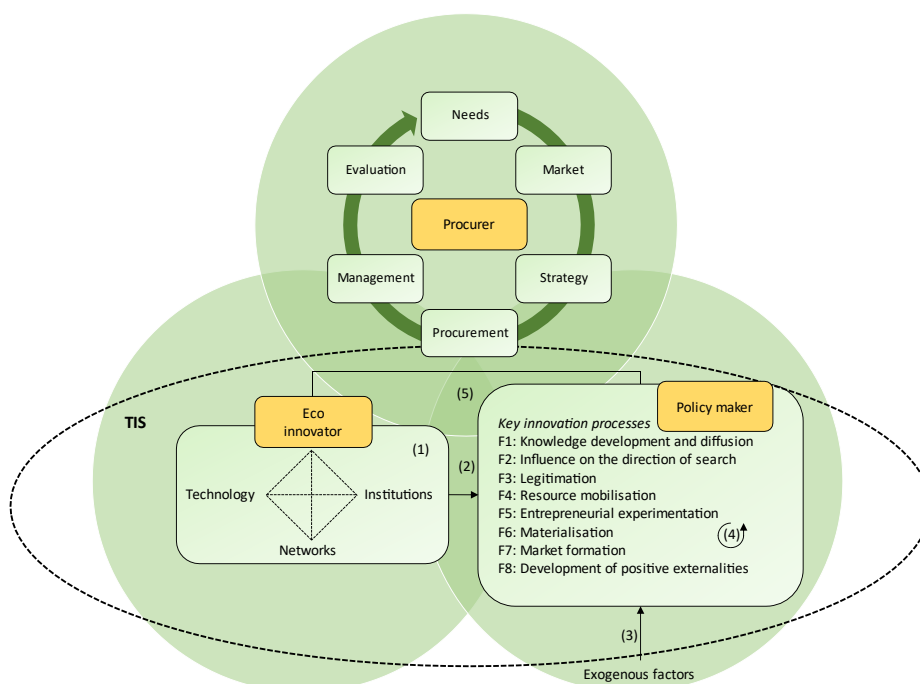 Needs
Evaluation
Market
Procurer
Management
Strategy
Procurement
TIS
(5)
Eco
innovator
Policy maker
(1)
(2)
Technology
Institutions
Networks
Key innovation processes
F1: Knowledge development and diffusion
F2: Influence on the direction of search
F3: Legitimation
F4: Resource mobilisation
F5: Entrepreneurial experimentation
F6: Materialisation
(4)
F7: Market formation
F8: Development of positive externalities
(3)
Exogenous factors